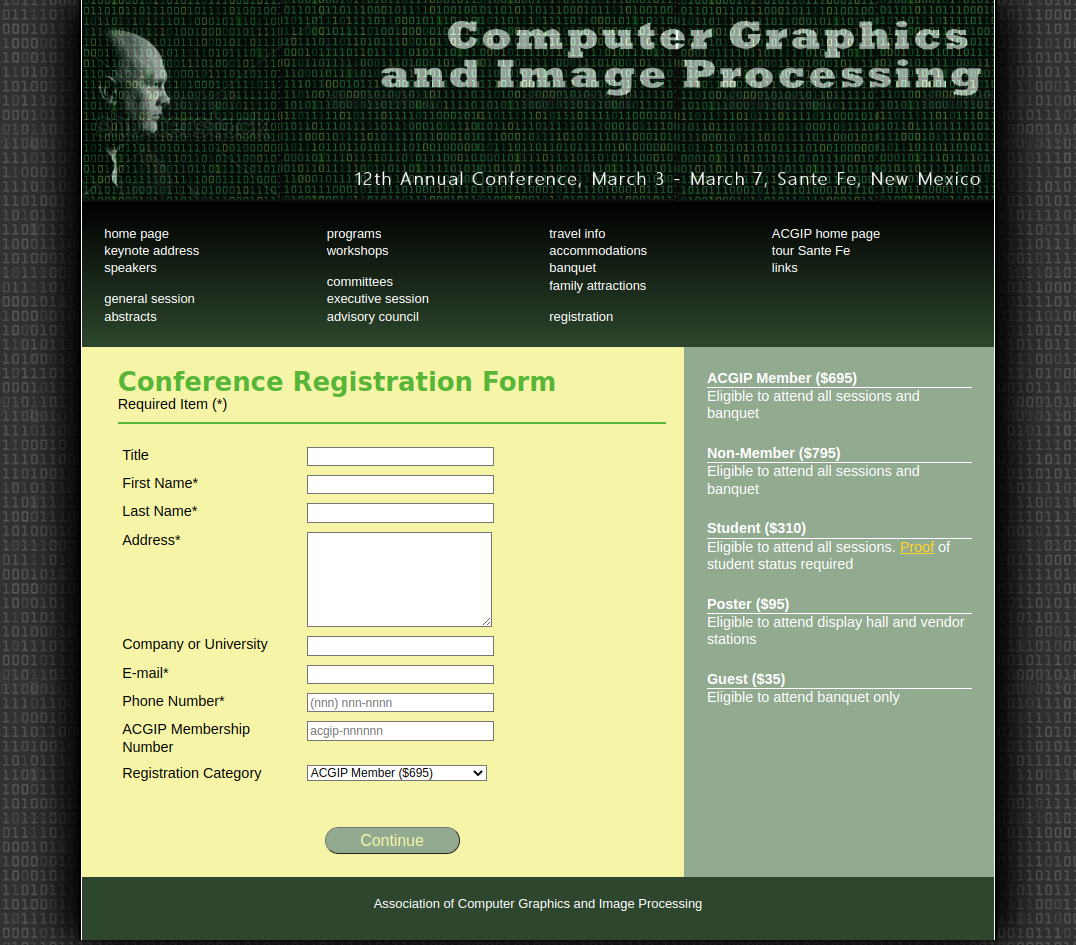 Computer Graphics
and Image Processing
12th Annual Conference, March 3 - March 7, Sante Fe, New Mexico
home page
keynote address
speakers
general session
abstracts
programs
workshops
committees
executive session
advisory council
travel info
accommodations
banquet
family attractions
registration
ACGIP home page
tour Sante Fe
links
Conference Registration Form
Required Item (*)
Title
First Name*
Last Name*
Address*
Company or University
E-mail*
Phone Number*
(nnn) nnn-nnnn
ACGIP Membership
Number
acgip-nnnnnn
Registration Category
ACGIP Member ($695)
Continue
ACGIP Member ($695)
Eligible to attend all sessions and
banquet
Non-Member ($795)
Eligible to attend all sessions and
banquet
Student ($310)
Eligible to attend all sessions. Proof of
student status required
Poster ($95)
Eligible to attend display hall and vendor
stations
Guest ($35)
Eligible to attend banquet only
Association of Computer Graphics and Image Processing